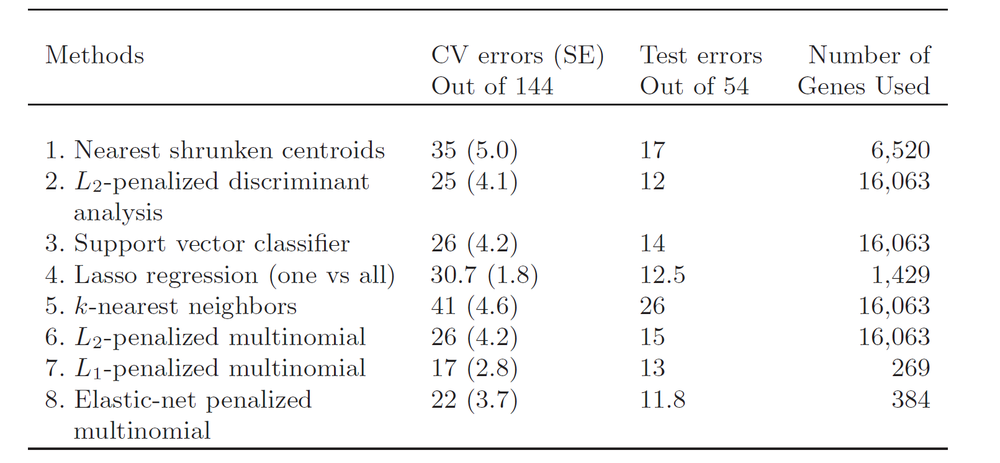 Methods CV errors (SE) Test errors Number of
Out of 144 Out of 54 Genes Used
1. Nearest shrunken centroids 35 (5.0) 17 6,520
2. L₂-penalized discriminant 25 (4.1) 12 16,063
analysis
3. Support vector classifier 26 (4.2) 14 16,063
4. Lasso regression (one vs all) 30.7 (1.8) 12.5 1,429
5. k-nearest neighbors 41 (4.6) 26 16,063
6. L₂-penalized multinomial 26 (4.2) 15 16,063
7. L₁-penalized multinomial 17 (2.8) 13 269
8. Elastic-net penalized 22 (3.7) 11.8 384
multinomial